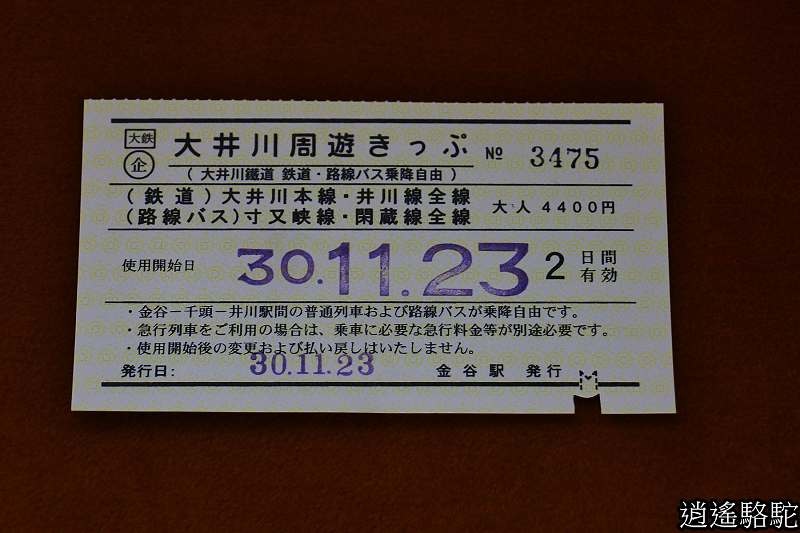 大鉄
企
大井川周遊きっぷ № 3475
( 大井川鐵道 鉄道・路線バス乗降自由 )
( 鉄道 ) 大井川本線・井川線全線
(路線バス)寸又峡線・閑蔵線全線
大人 4400円
使用開始日 30.11.23 2日間有効
・金谷−千頭−井川駅間の普通列車および路線バスが乗降自由です。
・急行列車をご利用の場合は、乗車に必要な急行料金等が別途必要です。
・使用開始後の変更および払い戻しはいたしません。
発行日: 30.11.23 金谷駅 発行
逍遙駱駝